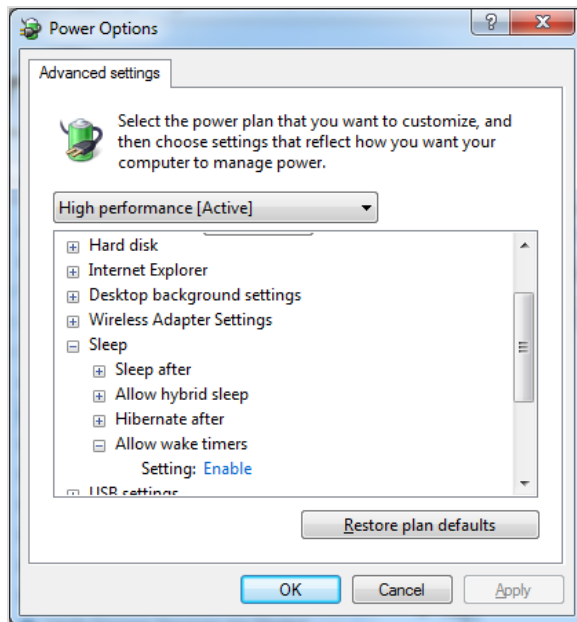 Power Options
Advanced settings
Select the power plan that you want to customize, and
then choose settings that reflect how you want your
computer to manage power.
High performance [Active]
Hard disk
Internet Explorer
Desktop background settings
Wireless Adapter Settings
Sleep
Sleep after
Allow hybrid sleep
Hibernate after
Allow wake timers
Setting: Enable
USB settings
Restore plan defaults
OK Cancel Apply